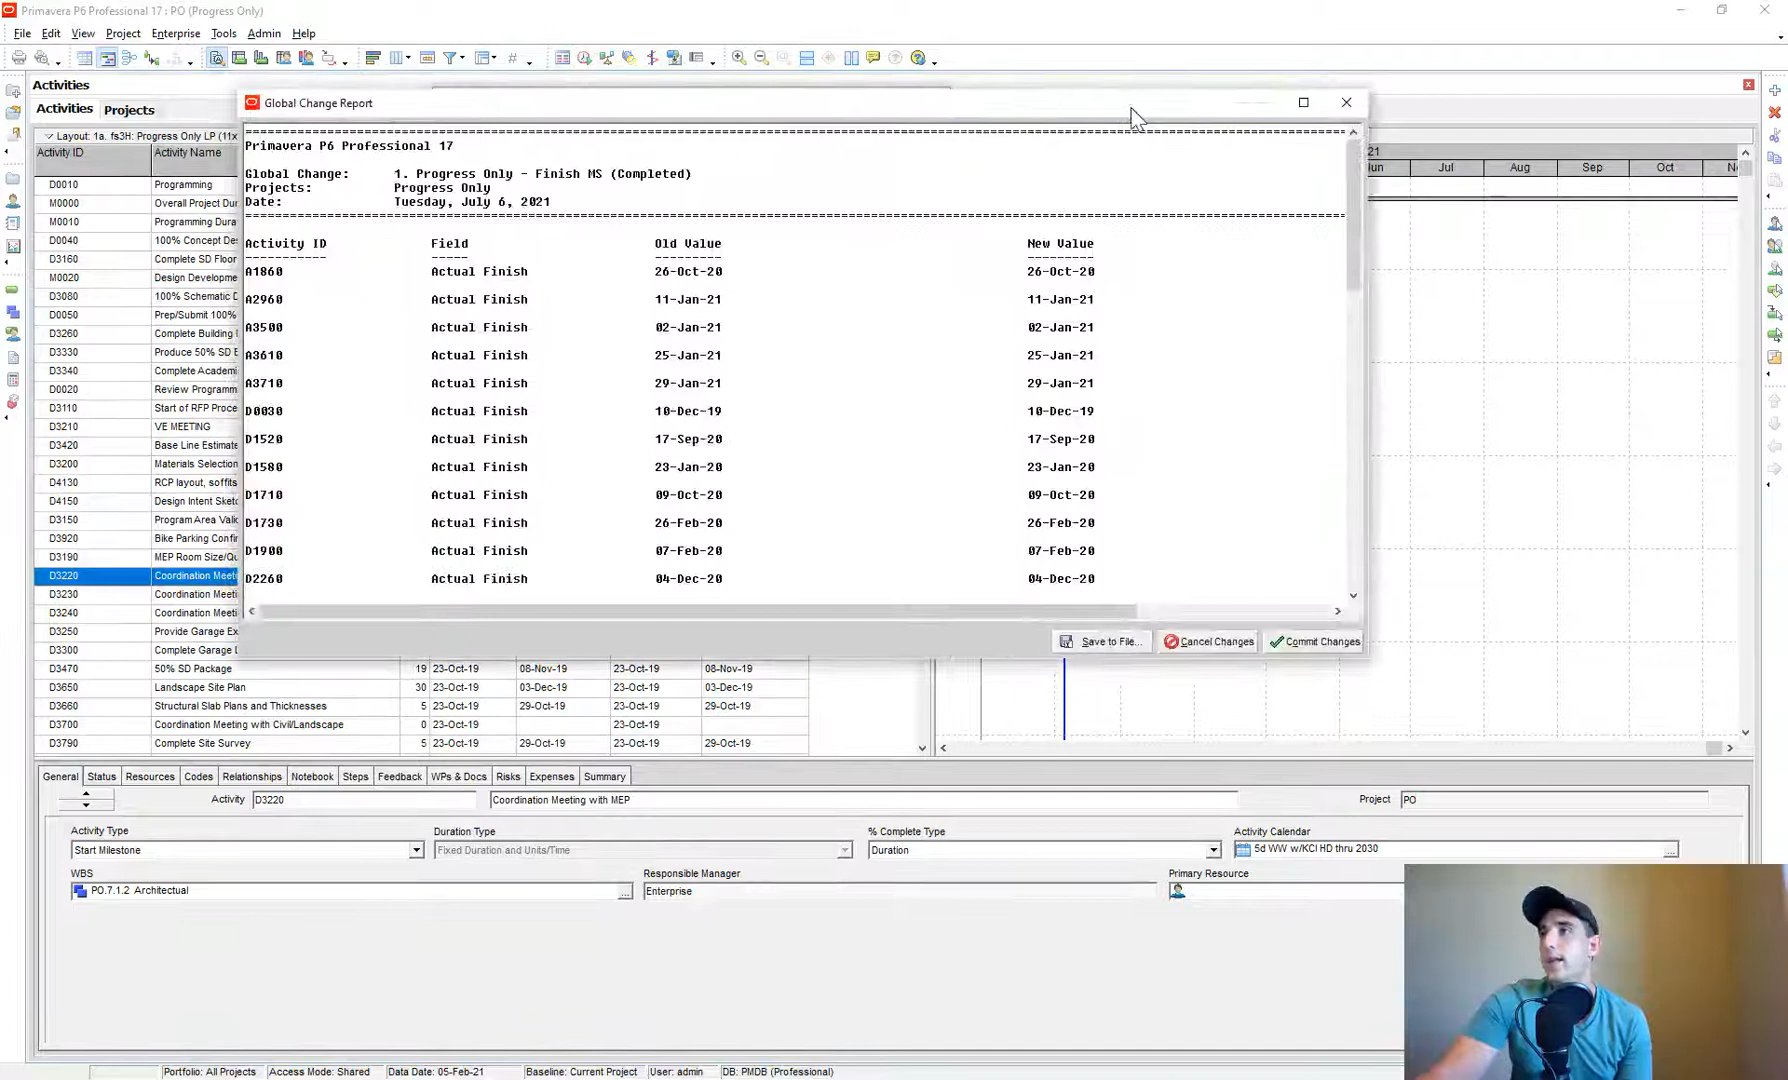 Primavera P6 Professional 17 : PO (Progress Only)
File Edit View Project Enterprise Tools Admin Help
Activities
Activities Projects
Layout: 1a. fs3H: Progress Only LP (11x
Activity ID Activity Name
D0010 Programming
M0000 Overall Project Dur
M0010 Programming Dura
D0040 100% Concept Des
D3160 Complete SD Floor
M0020 Design Developme
D3080 100% Schematic D
D0050 Prep/Submit 100%
D3260 Complete Building
D3330 Produce 50% SD E
D3340 Complete Academi
D0020 Review Programm
D3110 Start of RFP Proce
D3210 VE MEETING
D3420 Base Line Estimate
D3200 Materials Selection
D4130 RCP layout, soffits
D4150 Design Intent Sketc
D3150 Program Area Valid
D3920 Bike Parking Confir
D3190 MEP Room Size/Qu
D3220 Coordination Meeti
D3230 Coordination Meeti
D3240 Coordination Meeti
D3250 Provide Garage Ex
D3300 Complete Garage
D3470 50% SD Package 19 23-Oct-19 08-Nov-19 23-Oct-19 08-Nov-19
D3650 Landscape Site Plan 30 23-Oct-19 03-Dec-19 23-Oct-19 03-Dec-19
D3660 Structural Slab Plans and Thicknesses 5 23-Oct-19 29-Oct-19 23-Oct-19 29-Oct-19
D3700 Coordination Meeting with Civil/Landscape 0 23-Oct-19 23-Oct-19
D3790 Complete Site Survey 5 23-Oct-19 29-Oct-19 23-Oct-19 29-Oct-19
21
Jun Jul Aug Sep Oct N
Global Change Report
Primavera P6 Professional 17
Global Change: 1. Progress Only - Finish MS (Completed)
Projects: Progress Only
Date: Tuesday, July 6, 2021
Activity ID Field Old Value New Value
A1860 Actual Finish 26-Oct-20 26-Oct-20
A2960 Actual Finish 11-Jan-21 11-Jan-21
A3500 Actual Finish 02-Jan-21 02-Jan-21
A3610 Actual Finish 25-Jan-21 25-Jan-21
A3710 Actual Finish 29-Jan-21 29-Jan-21
D0030 Actual Finish 10-Dec-19 10-Dec-19
D1520 Actual Finish 17-Sep-20 17-Sep-20
D1580 Actual Finish 23-Jan-20 23-Jan-20
D1710 Actual Finish 09-Oct-20 09-Oct-20
D1730 Actual Finish 26-Feb-20 26-Feb-20
D1900 Actual Finish 07-Feb-20 07-Feb-20
D2260 Actual Finish 04-Dec-20 04-Dec-20
Save to File... Cancel Changes Commit Changes
General Status Resources Codes Relationships Notebook Steps Feedback WPs & Docs Risks Expenses Summary
Activity D3220 Coordination Meeting with MEP Project PO
Activity Type Duration Type % Complete Type Activity Calendar
Start Milestone Fixed Duration and Units/Time Duration 5d WW w/KCI HD thru 2030
WBS Responsible Manager Primary Resource
PO.7.1.2 Architectual Enterprise
Portfolio: All Projects Access Mode: Shared Data Date: 05-Feb-21 Baseline: Current Project User: admin DB: PMDB (Professional)